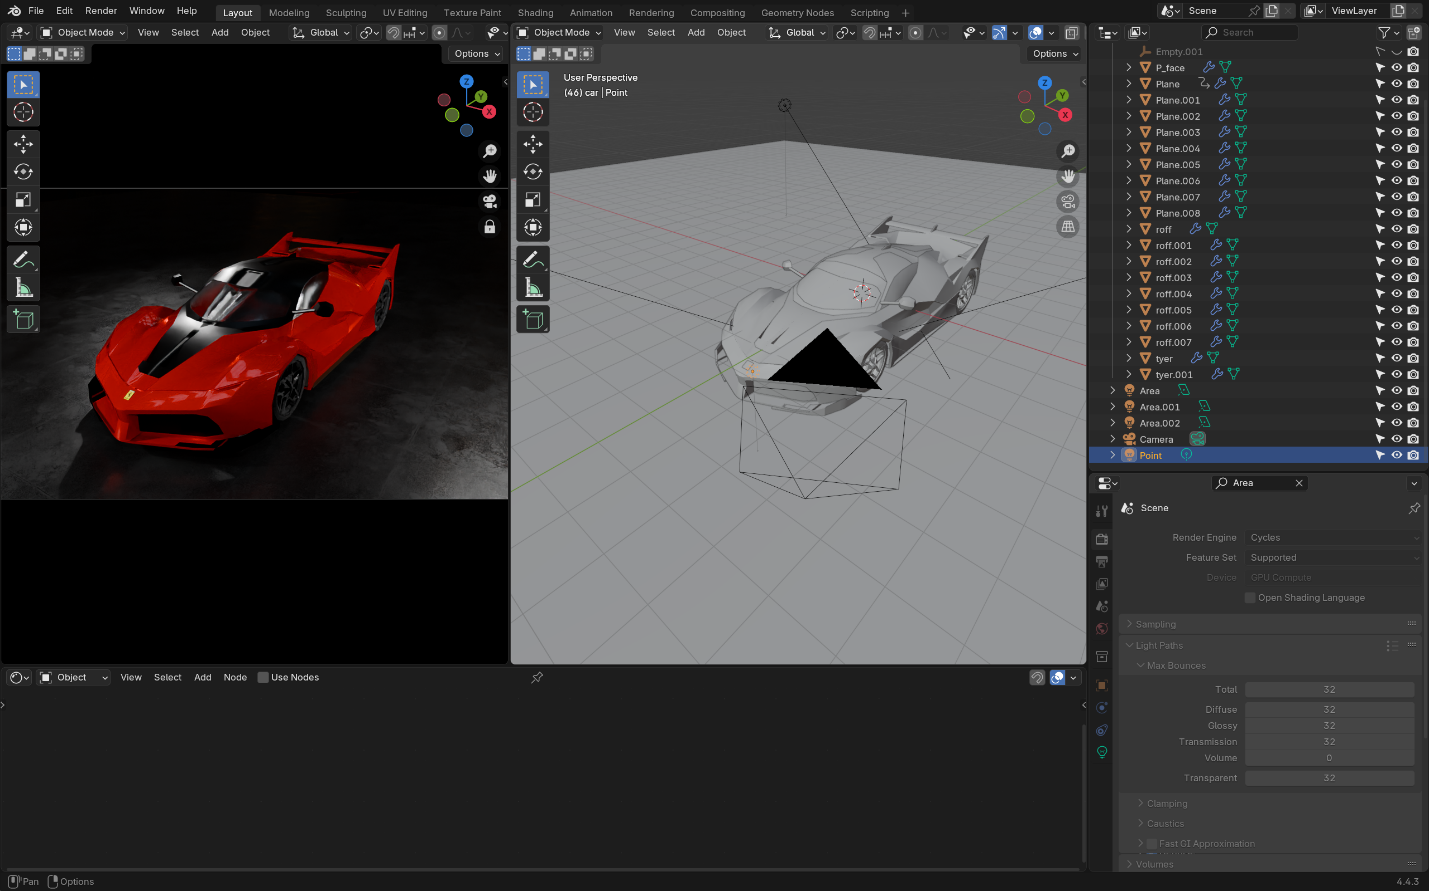 File Edit Render Window Help Layout Modeling Sculpting UV Editing Texture Paint Shading Animation Rendering Compositing Geometry Nodes Scripting + Scene ViewLayer
Object Mode View Select Add Object Global
Object Mode View Select Add Object Global
Search
Options
Options
User Perspective
(46) car | Point
Z
Y
X
Z
Y
X
Empty.001
P_face
Plane
Plane.001
Plane.002
Plane.003
Plane.004
Plane.005
Plane.006
Plane.007
Plane.008
roff
roff.001
roff.002
roff.003
roff.004
roff.005
roff.006
roff.007
tyer
tyer.001
Area
Area.001
Area.002
Camera
Point
Area
Scene
Render Engine Cycles
Feature Set Supported
Device GPU Compute
Open Shading Language
Sampling
Light Paths
Max Bounces
Total 32
Diffuse 32
Glossy 32
Transmission 32
Volume 0
Transparent 32
Clamping
Caustics
Fast GI Approximation
Volumes
Object View Select Add Node Use Nodes
Pan Options
4.4.3